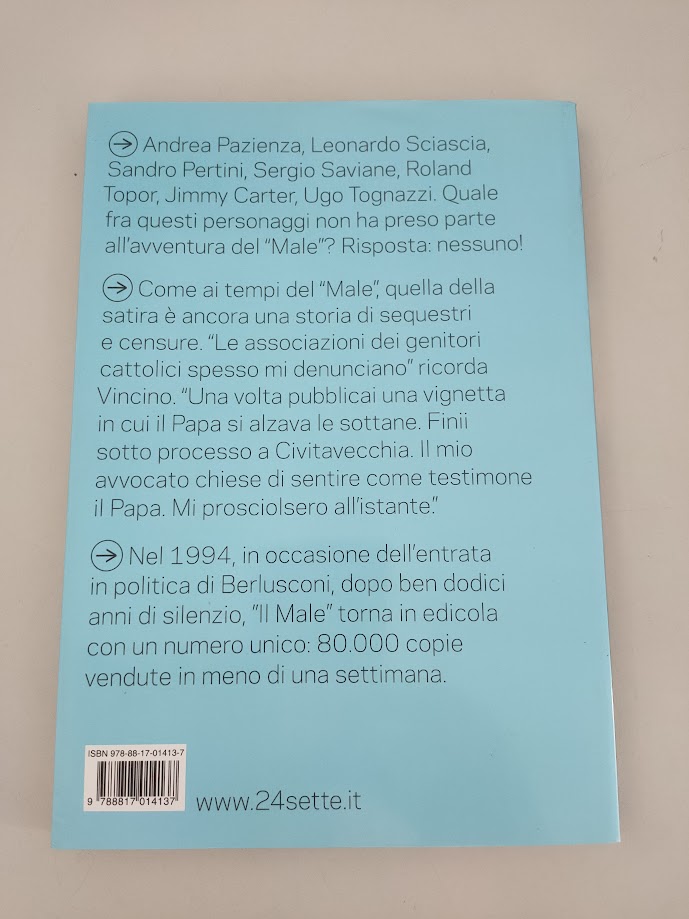 → Andrea Pazienza, Leonardo Sciascia,
Sandro Pertini, Sergio Saviane, Roland
Topor, Jimmy Carter, Ugo Tognazzi. Quale
fra questi personaggi non ha preso parte
all'avventura del "Male"? Risposta: nessuno!
→ Come ai tempi del "Male", quella della
satira è ancora una storia di sequestri
e censure. "Le associazioni dei genitori
cattolici spesso mi denunciano" ricorda
Vincino. "Una volta pubblicai una vignetta
in cui il Papa si alzava le sottane. Finii
sotto processo a Civitavecchia. Il mio
avvocato chiese di sentire come testimone
il Papa. Mi prosciolsero all'istante."
→ Nel 1994, in occasione dell'entrata
in politica di Berlusconi, dopo ben dodici
anni di silenzio, "Il Male" torna in edicola
con un numero unico: 80.000 copie
vendute in meno di una settimana.
ISBN 978-88-17-01413-7
9 788817 014137
www.24sette.it